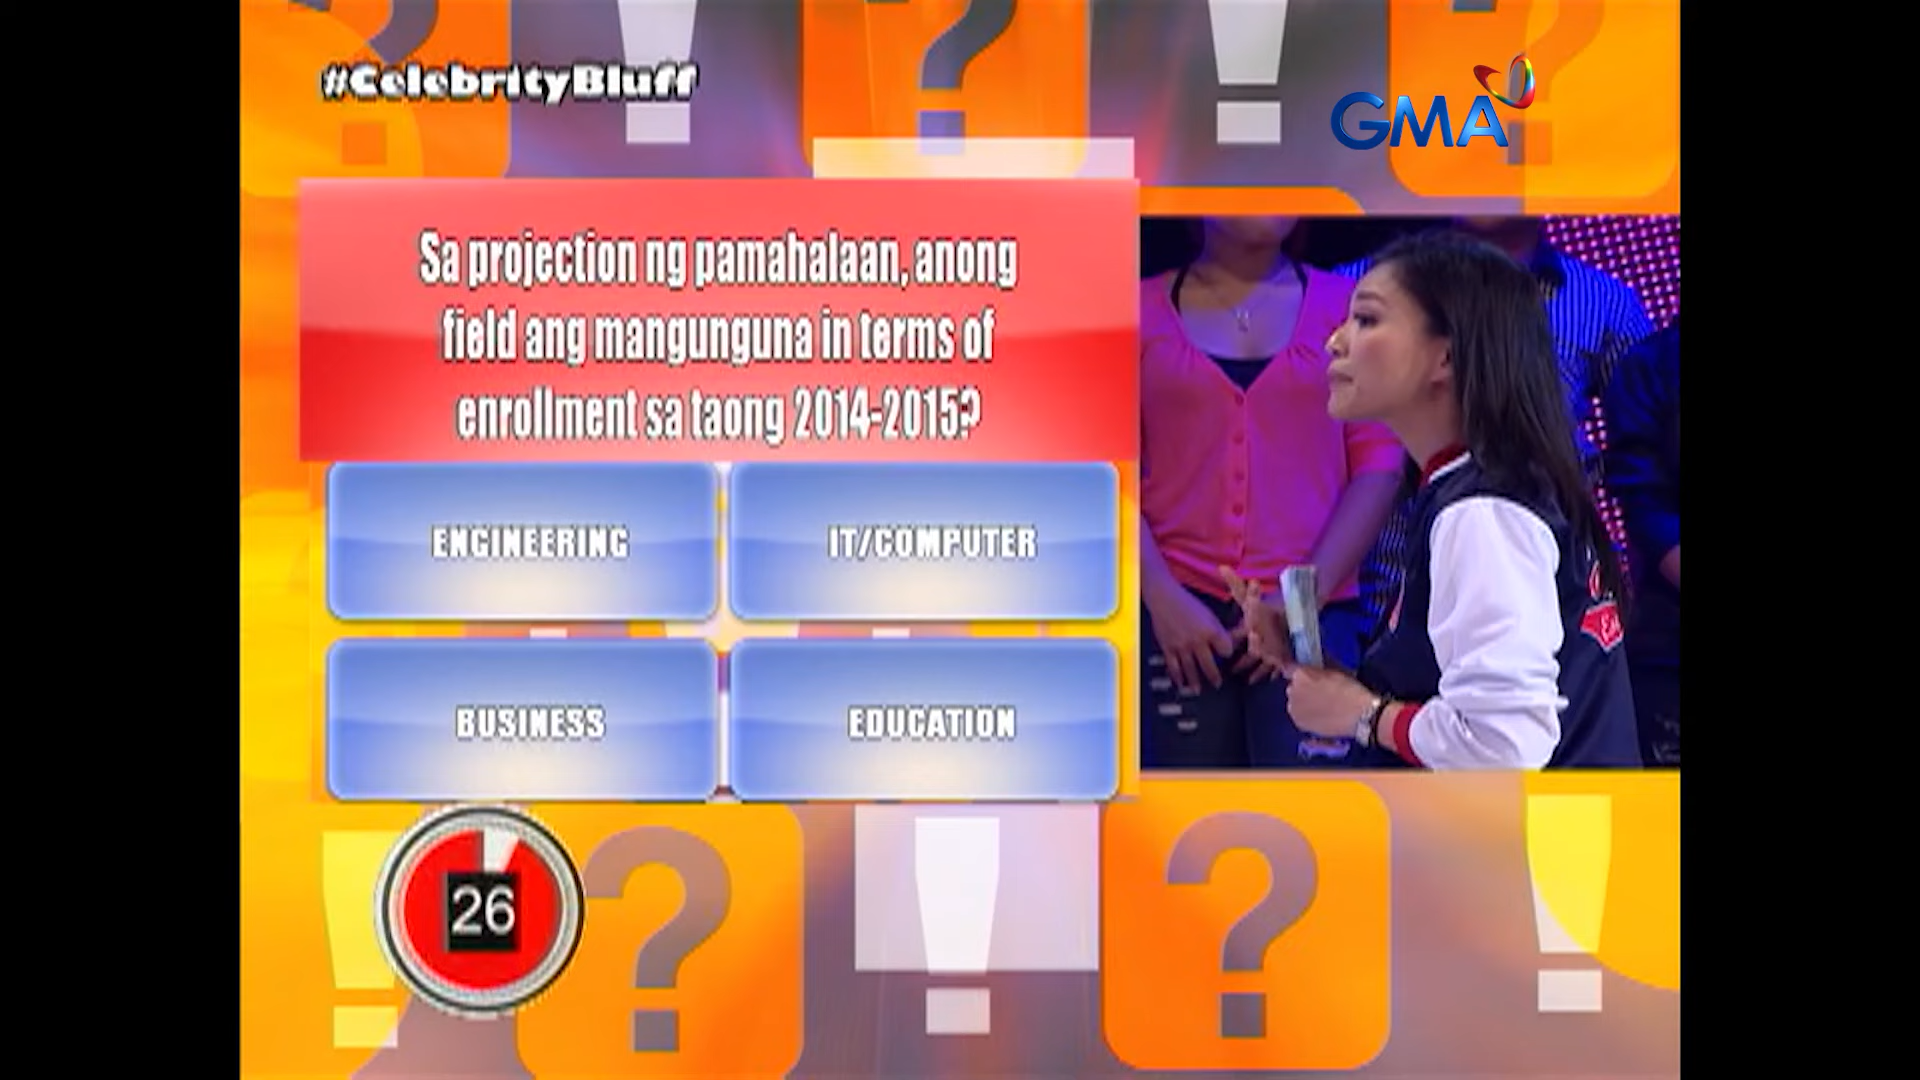 #CelebrityBluff
GMA
Sa projection ng pamahalaan, anong
field ang mangunguna in terms of
enrollment sa taong 2014-2015?
ENGINEERING
IT/COMPUTER
BUSINESS
EDUCATION
26